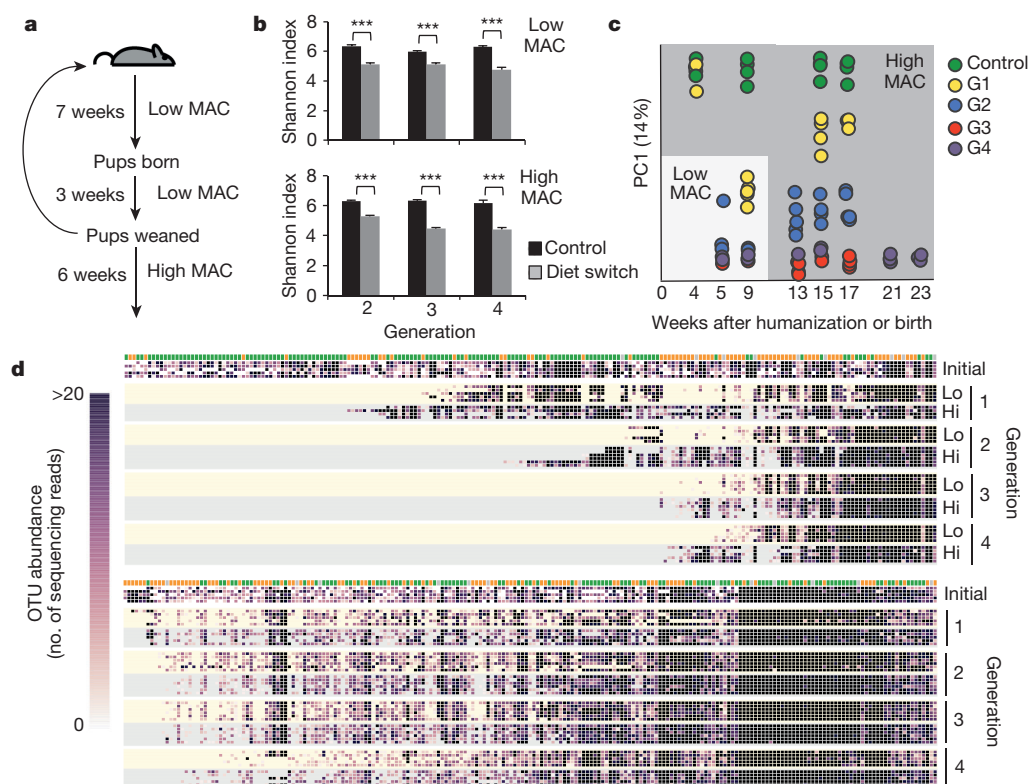 a
7 weeks
Low MAC
Pups born
3 weeks
Low MAC
Pups weaned
6 weeks
High MAC
b
Shannon index
8
6
4
2
0
***
***
***
Low
MAC
Shannon index
8
6
4
2
0
***
***
***
High
MAC
Control
Diet switch
2 3 4
Generation
c
PC1 (14%)
High
MAC
Low
MAC
0 4 5 9 13 15 17 21 23
Weeks after humanization or birth
Control
G1
G2
G3
G4
d
>20
0
OTU abundance
(no. of sequencing reads)
Initial
Lo
Hi
1
Lo
Hi
2
Lo
Hi
3
Lo
Hi
4
Generation
Initial
1
2
3
4
Generation